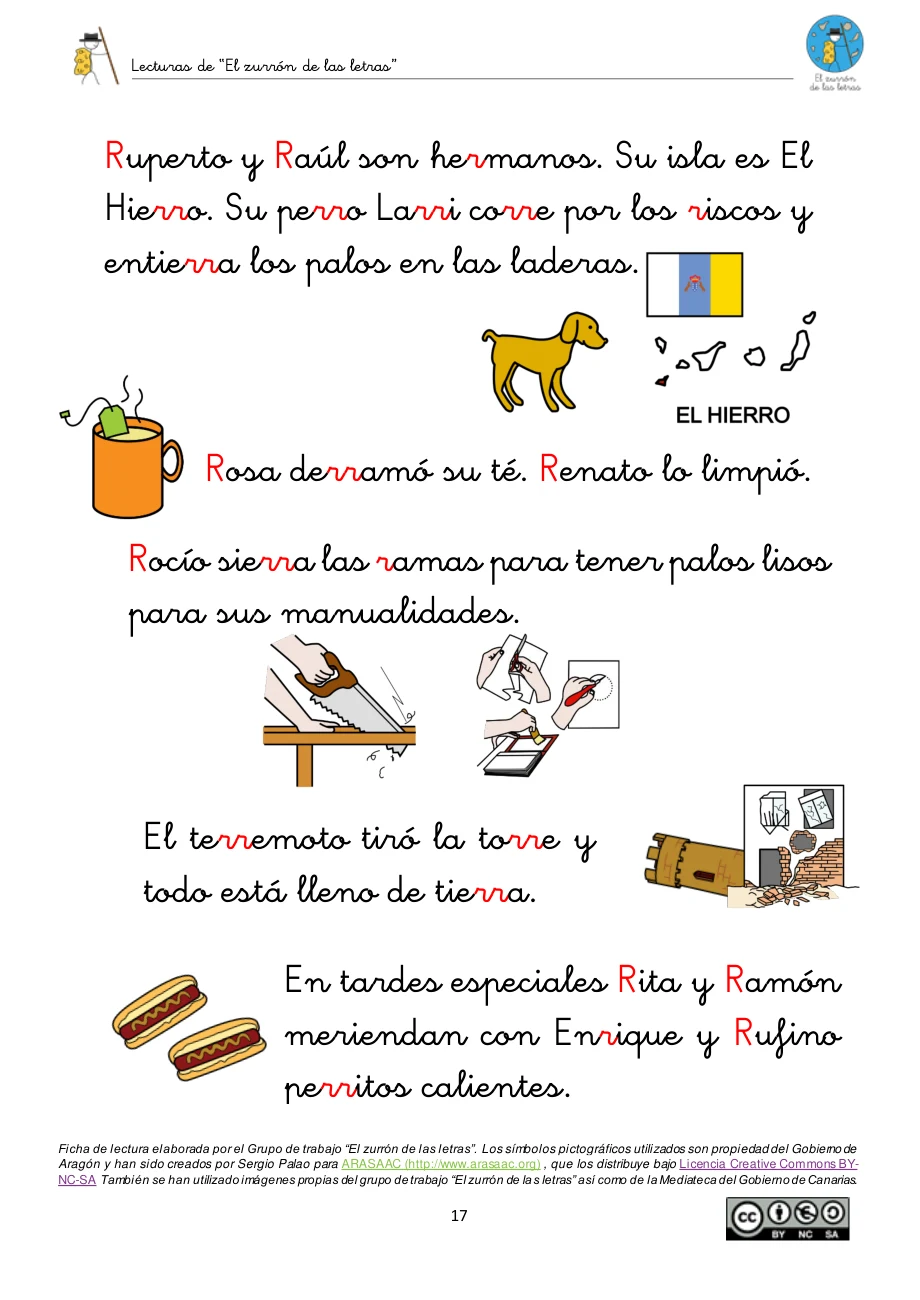 Lecturas de “El zurrón de las letras”
El zurrón
de las letras
Ruperto y Raúl son hermanos. Su isla es El
Hierro. Su perro Larri corre por los riscos y
entierra los palos en las laderas.
EL HIERRO
Rosa derramó su té. Renato lo limpió.
Rocío sierra las ramas para tener palos lisos
para sus manualidades.
El terremoto tiró la torre y
todo está lleno de tierra.
En tardes especiales Rita y Ramón
meriendan con Enrique y Rufino
perritos calientes.
Ficha de lectura elaborada por el Grupo de trabajo “El zurrón de las letras”. Los símbolos pictográficos utilizados son propiedad del Gobierno de
Aragón y han sido creados por Sergio Palao para ARASAAC (http://www.arasaac.org) , que los distribuye bajo Licencia Creative Commons BY-
NC-SA También se han utilizado imágenes propias del grupo de trabajo “El zurrón de las letras” así como de la Mediateca del Gobierno de Canarias.
17
cc BY NC SA